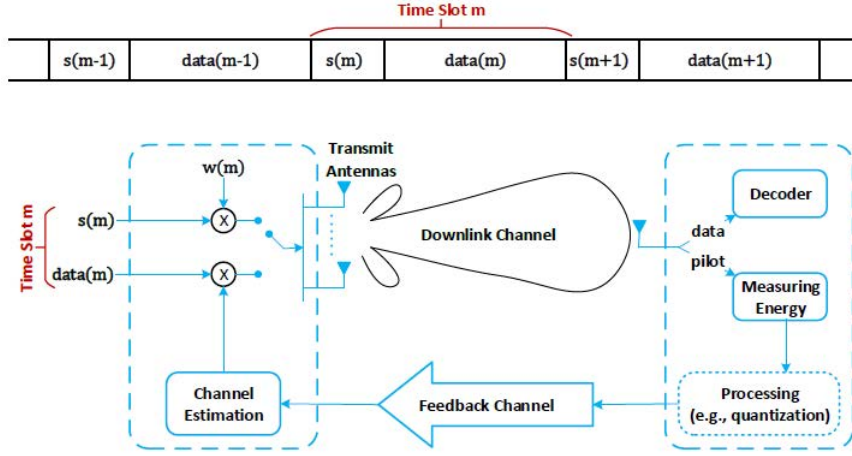 Time Slot m
s(m-1) data(m-1) s(m) data(m) s(m+1) data(m+1)
w(m)
Transmit
Antennas
s(m)
data(m)
Time Slot m
X
X
Downlink Channel
data
pilot
Decoder
Measuring
Energy
Channel
Estimation
Feedback Channel
Processing
(e.g., quantization)